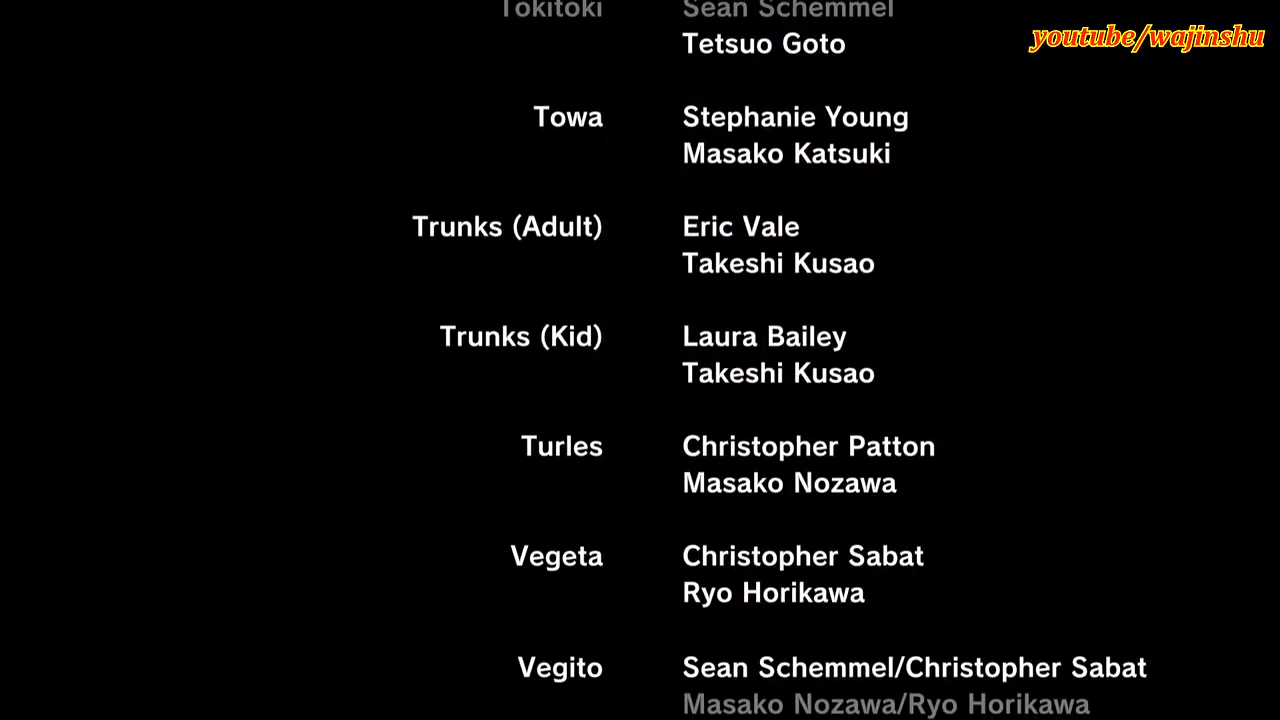 Tokitoki Sean Schemmel
youtube/wajinshu
Tetsuo Goto
Towa Stephanie Young
Masako Katsuki
Trunks (Adult) Eric Vale
Takeshi Kusao
Trunks (Kid) Laura Bailey
Takeshi Kusao
Turles Christopher Patton
Masako Nozawa
Vegeta Christopher Sabat
Ryo Horikawa
Vegito Sean Schemmel/Christopher Sabat
Masako Nozawa/Ryo Horikawa